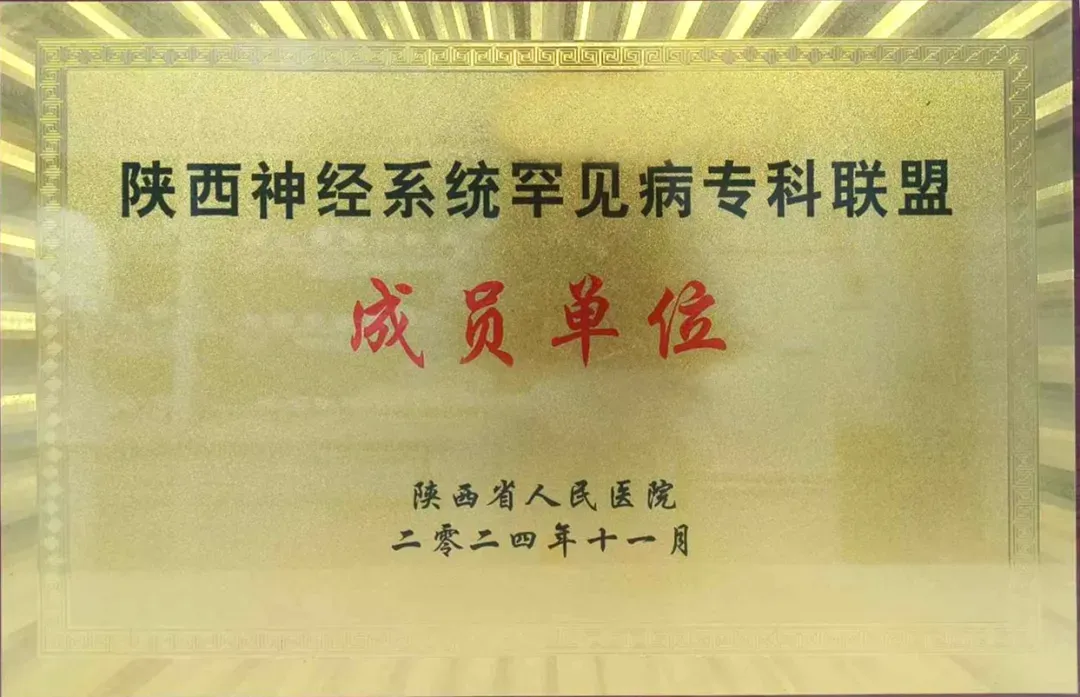 陕西神经系统罕见病专科联盟
成员单位
陕西省人民医院
二零二四年十一月